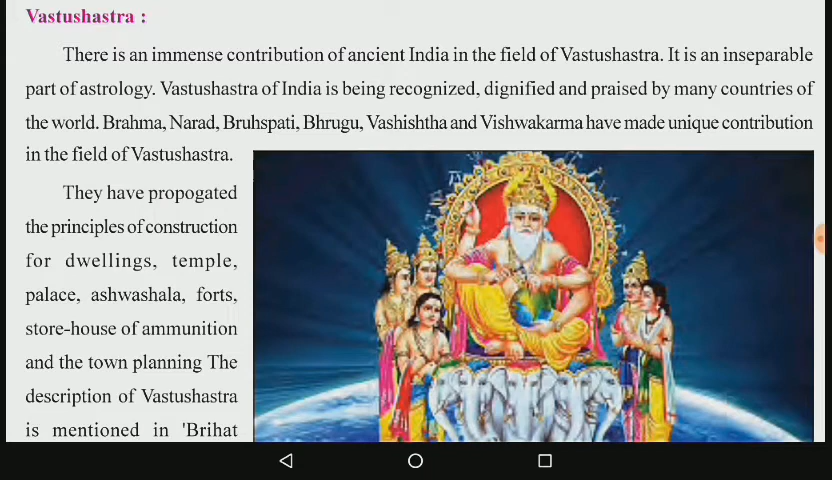 Vastushastra :
There is an immense contribution of ancient India in the field of Vastushastra. It is an inseparable
part of astrology. Vastushastra of India is being recognized, dignified and praised by many countries of
the world. Brahma, Narad, Bruhspati, Bhrugu, Vashishtha and Vishwakarma have made unique contribution
in the field of Vastushastra.
They have propogated
the principles of construction
for dwellings, temple,
palace, ashwashala, forts,
store-house of ammunition
and the town planning The
description of Vastushastra
is mentioned in 'Brihat